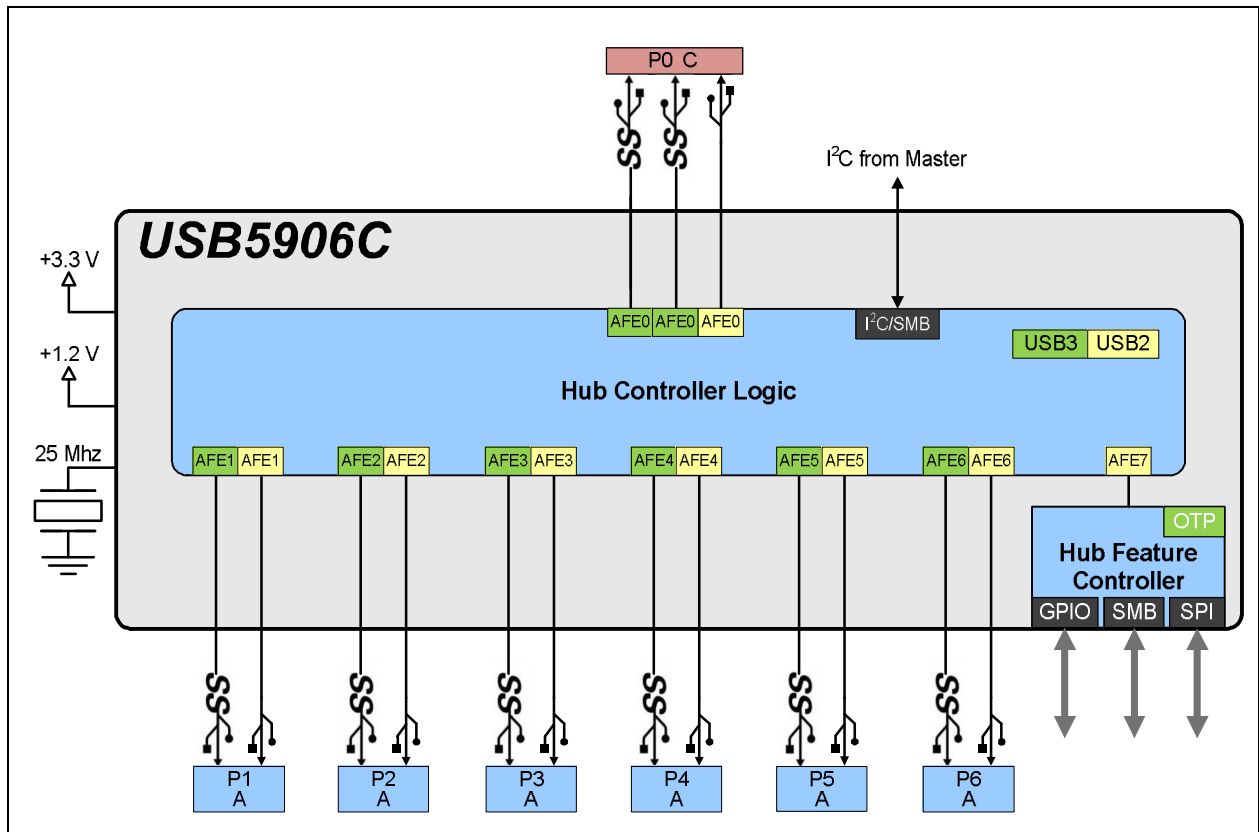 P0 C
SS SS
I²C from Master
USB5906C
+3.3 V
AFE0 AFE0 AFE0
I²C/SMB
USB3 USB2
+1.2 V
Hub Controller Logic
25 Mhz
AFE1 AFE1 AFE2 AFE2 AFE3 AFE3 AFE4 AFE4 AFE5 AFE5 AFE6 AFE6 AFE7
OTP
Hub Feature
Controller
GPIO SMB SPI
SS SS SS SS SS SS
P1
A
P2
A
P3
A
P4
A
P5
A
P6
A